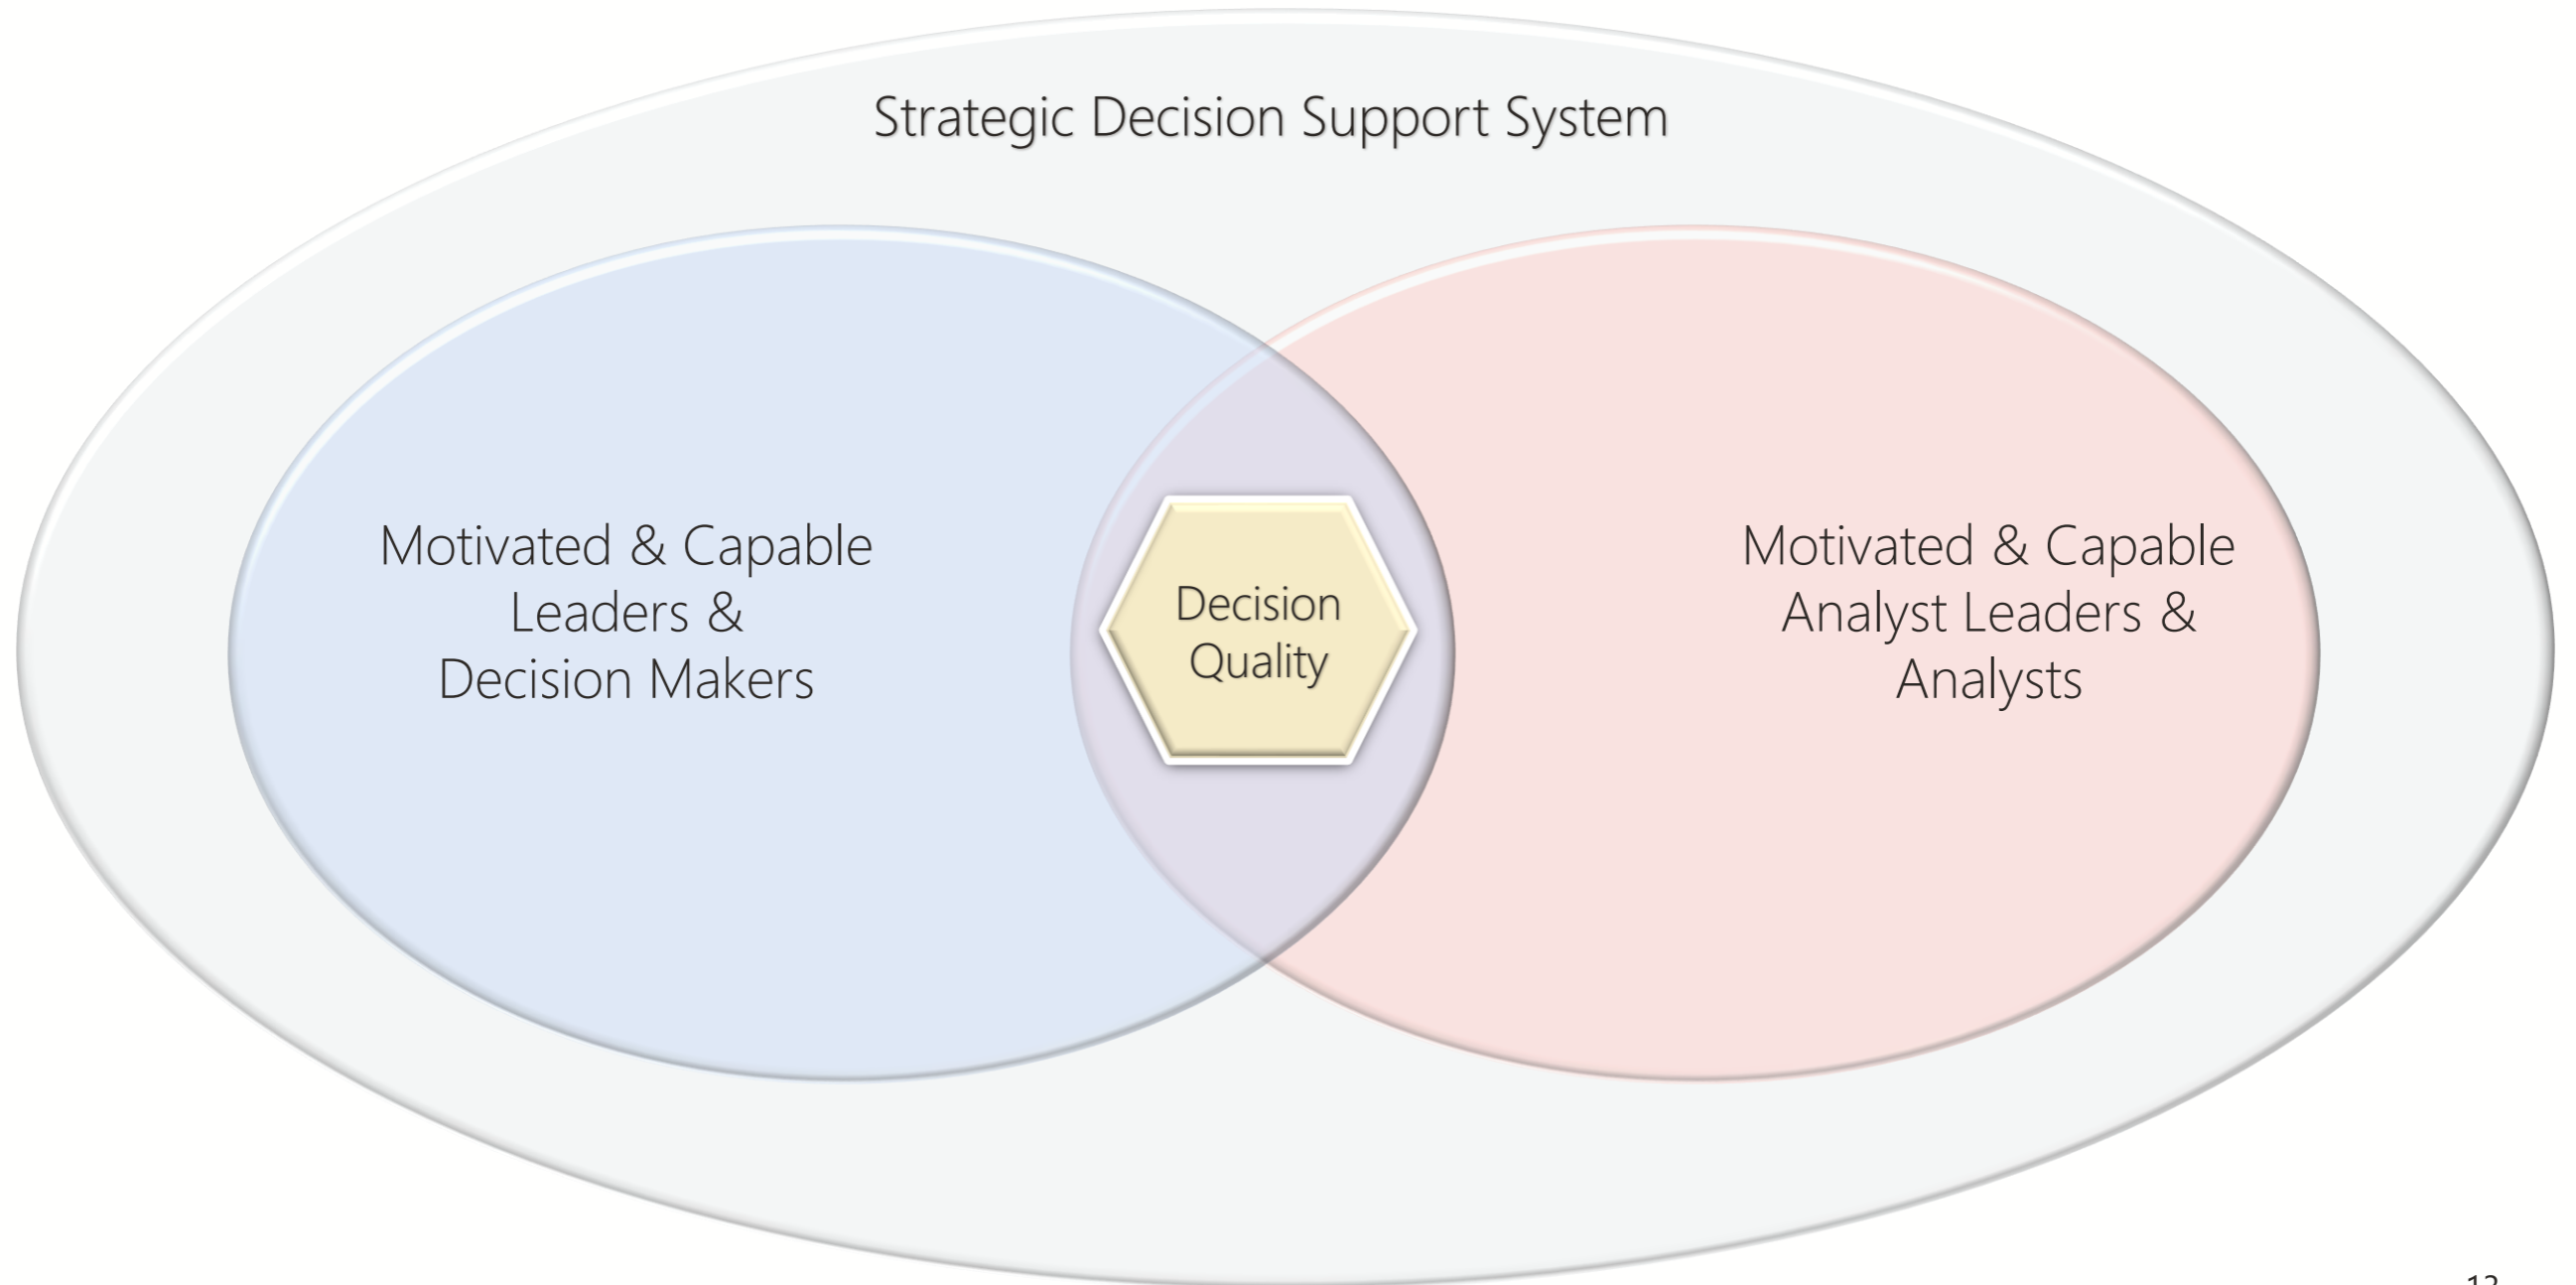 Strategic Decision Support System
Motivated & Capable
Leaders &
Decision Makers
Decision
Quality
Motivated & Capable
Analyst Leaders &
Analysts